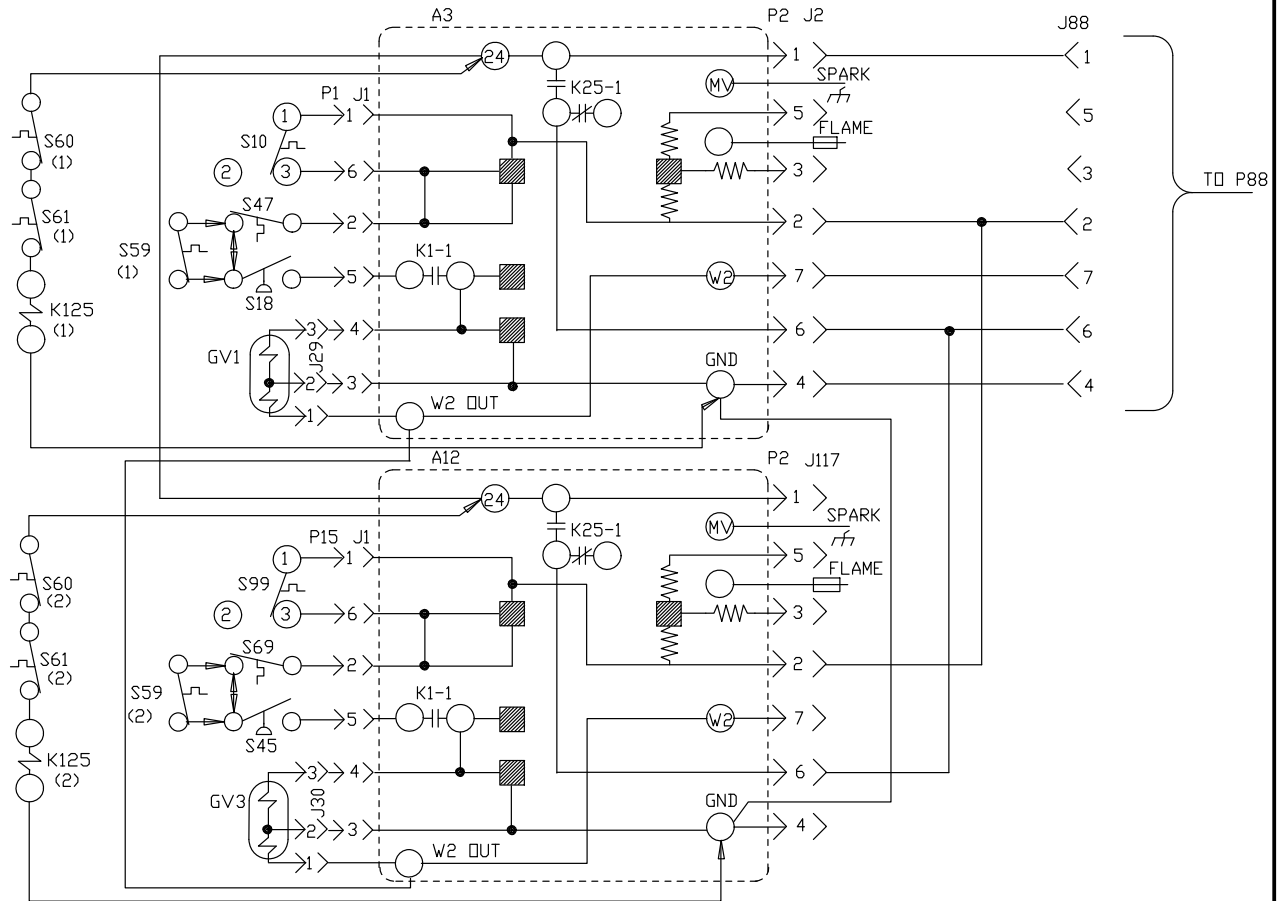 A3
P2 J2
J88
24
1
1
MV
SPARK
K25-1
P1 J1
1
1
5
5
S60
(1)
S10
FLAME
2
3
6
3
3
S47
S61
(1)
2
2
2
S59
(1)
K1-1
5
W2
7
7
S18
K125
(1)
3
4
6
6
GV1
J29
GND
2
3
4
4
1
W2 OUT
TO P88
A12
P2 J117
24
1
MV
SPARK
K25-1
P15 J1
1
1
5
S60
(2)
S99
FLAME
2
3
6
3
S69
S61
(2)
2
2
S59
(2)
K1-1
5
W2
7
S45
K125
(2)
3
4
6
GV3
J30
GND
2
3
4
1
W2 OUT